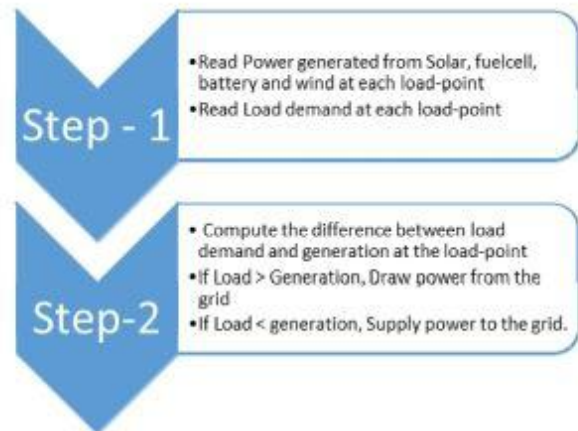 Step - 1
•Read Power generated from Solar, fuelcell,
battery and wind at each load-point
•Read Load demand at each load-point
Step-2
• Compute the difference between load
demand and generation at the load-point
•If Load > Generation, Draw power from the
grid
•If Load < generation, Supply power to the grid.